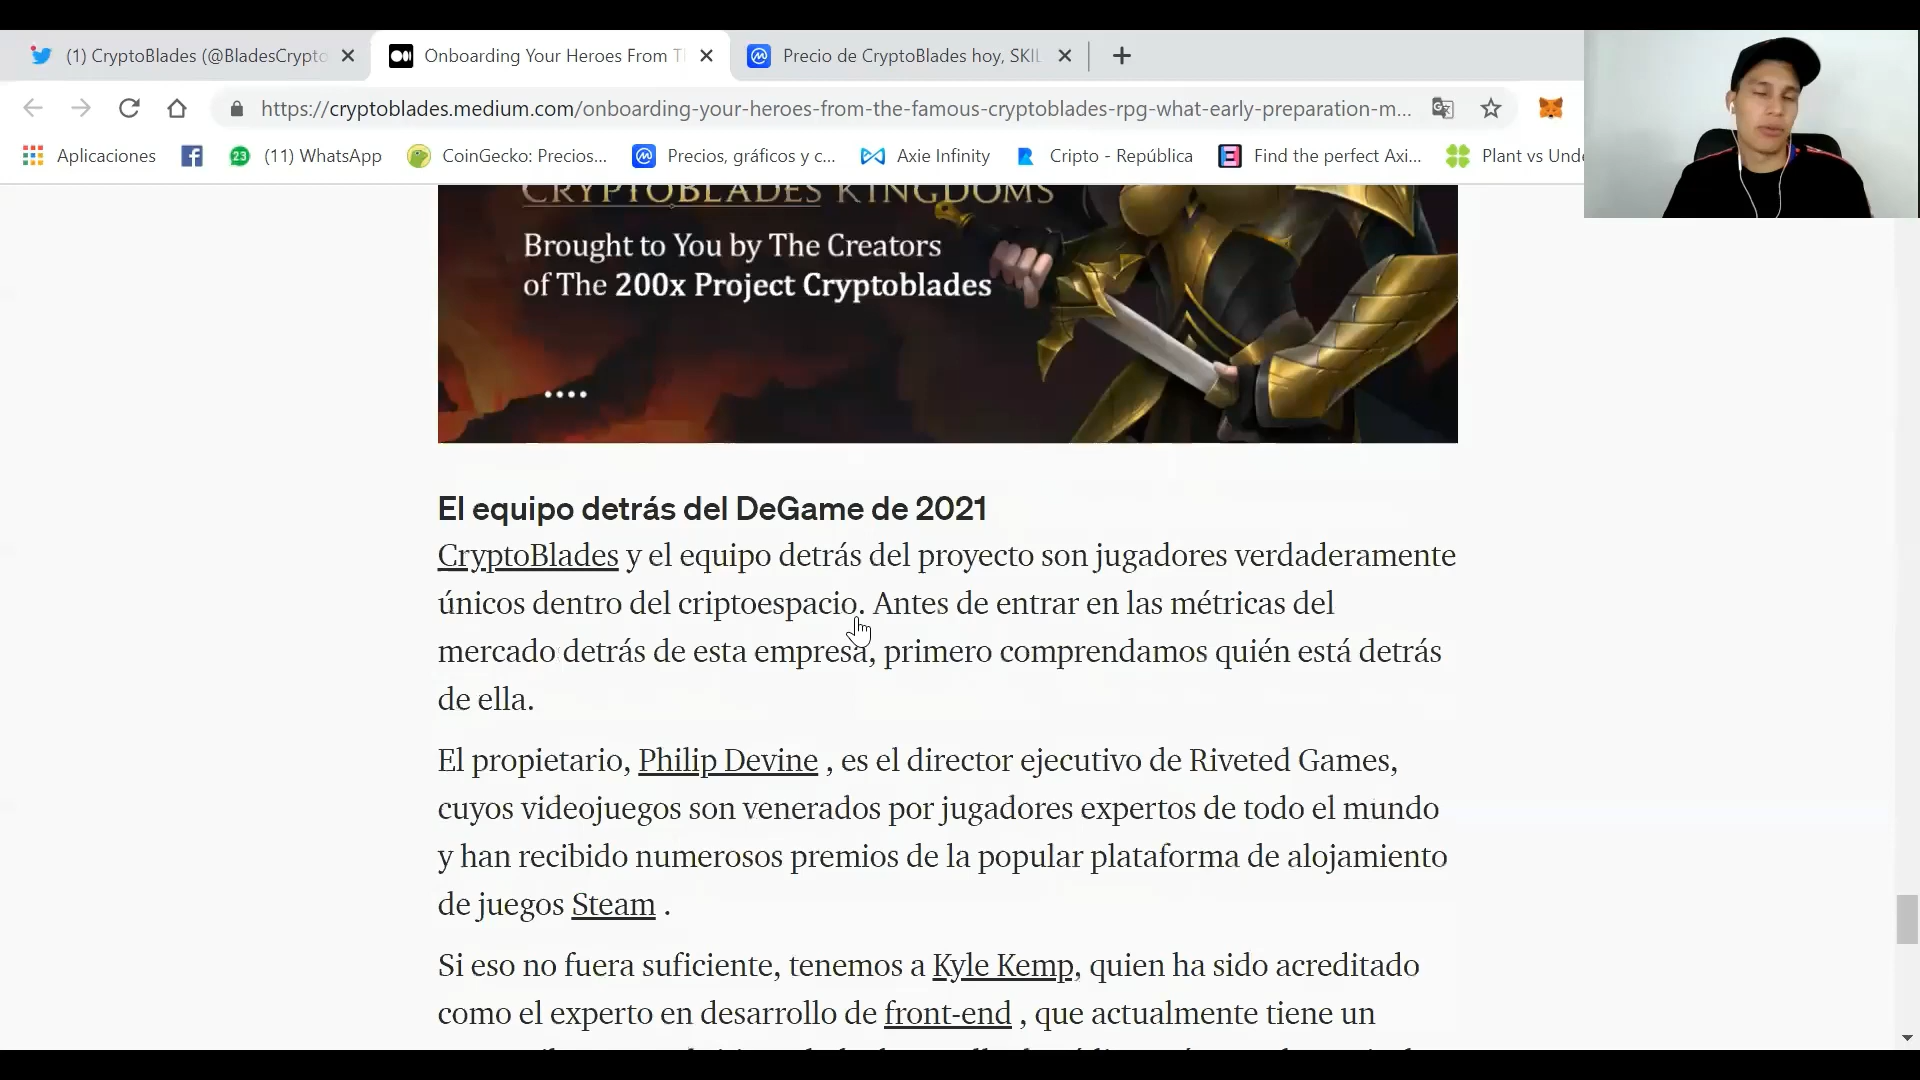 (1) CryptoBlades (@BladesCrypto
Onboarding Your Heroes From T
Precio de CryptoBlades hoy, SKIL
https://cryptoblades.medium.com/onboarding-your-heroes-from-the-famous-cryptoblades-rpg-what-early-preparation-m...
Aplicaciones
23
(11) WhatsApp
CoinGecko: Precios...
Precios, gráficos y c...
Axie Infinity
Cripto - República
Find the perfect Axi...
Plant vs Unde
CRYPTOBLADES KINGDOMS
Brought to You by The Creators
of The 200x Project Cryptoblades
El equipo detrás del DeGame de 2021
CryptoBlades y el equipo detrás del proyecto son jugadores verdaderamente
únicos dentro del criptoespacio. Antes de entrar en las métricas del
mercado detrás de esta empresa, primero comprendamos quién está detrás
de ella.
El propietario, Philip Devine , es el director ejecutivo de Riveted Games,
cuyos videojuegos son venerados por jugadores expertos de todo el mundo
y han recibido numerosos premios de la popular plataforma de alojamiento
de juegos Steam .
Si eso no fuera suficiente, tenemos a Kyle Kemp, quien ha sido acreditado
como el experto en desarrollo de front-end , que actualmente tiene un